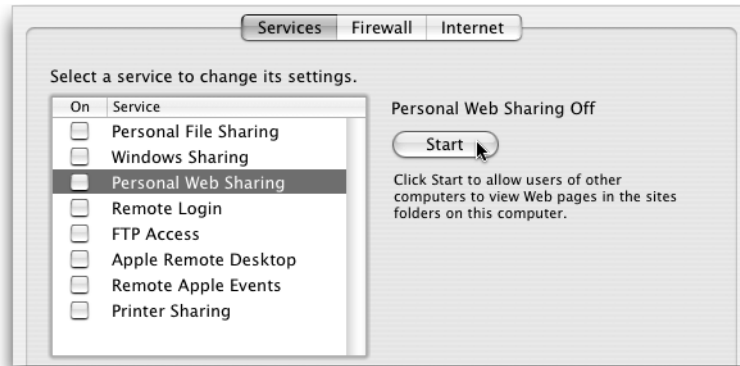 Services Firewall Internet
Select a service to change its settings.
On Service
Personal File Sharing
Windows Sharing
Personal Web Sharing
Remote Login
FTP Access
Apple Remote Desktop
Remote Apple Events
Printer Sharing
Personal Web Sharing Off
Start
Click Start to allow users of other
computers to view Web pages in the sites
folders on this computer.